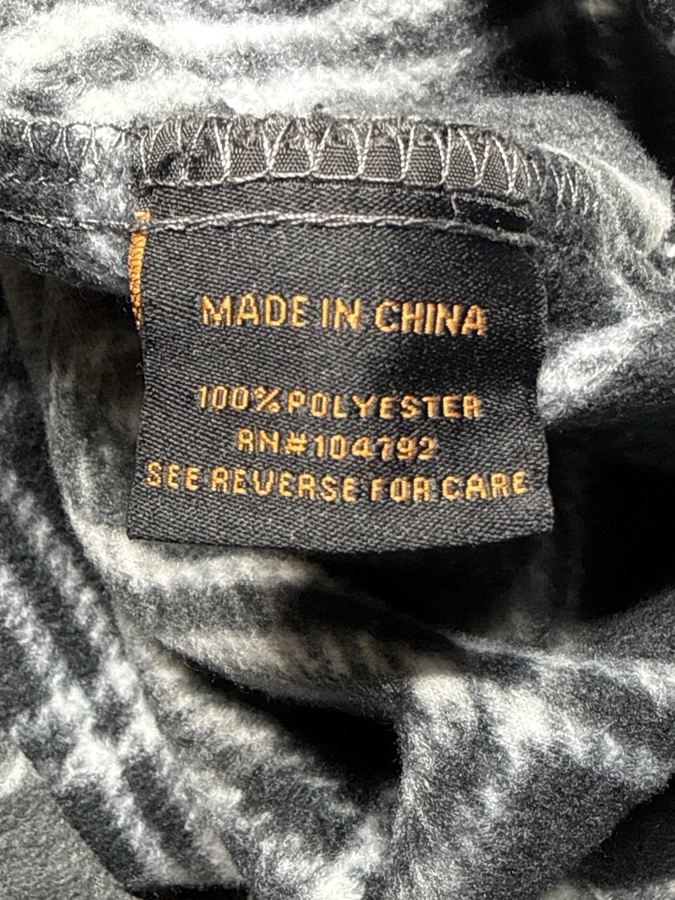 MADE IN CHINA
100%POLYESTER
RN#104792
SEE REVERSE FOR CARE